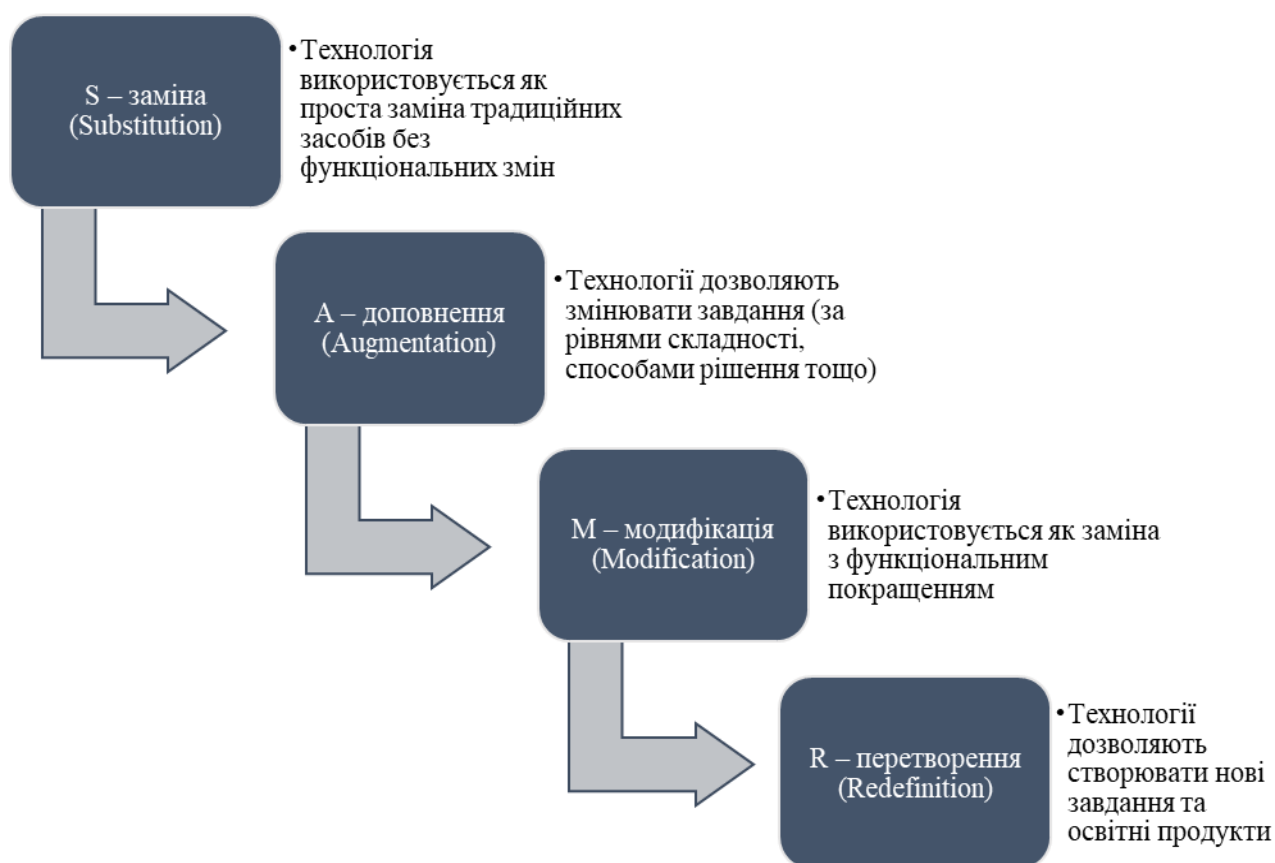 S – заміна
(Substitution)
•Технологія
використовується як
проста заміна традиційних
засобів без
функціональних змін
A – доповнення
(Augmentation)
•Технології дозволяють
змінювати завдання (за
рівнями складності,
способами рішення тощо)
M – модифікація
(Modification)
•Технологія
використовується як заміна
з функціональним
покращенням
R – перетворення
(Redefinition)
•Технології
дозволяють
створювати нові
завдання та
освітні продукти